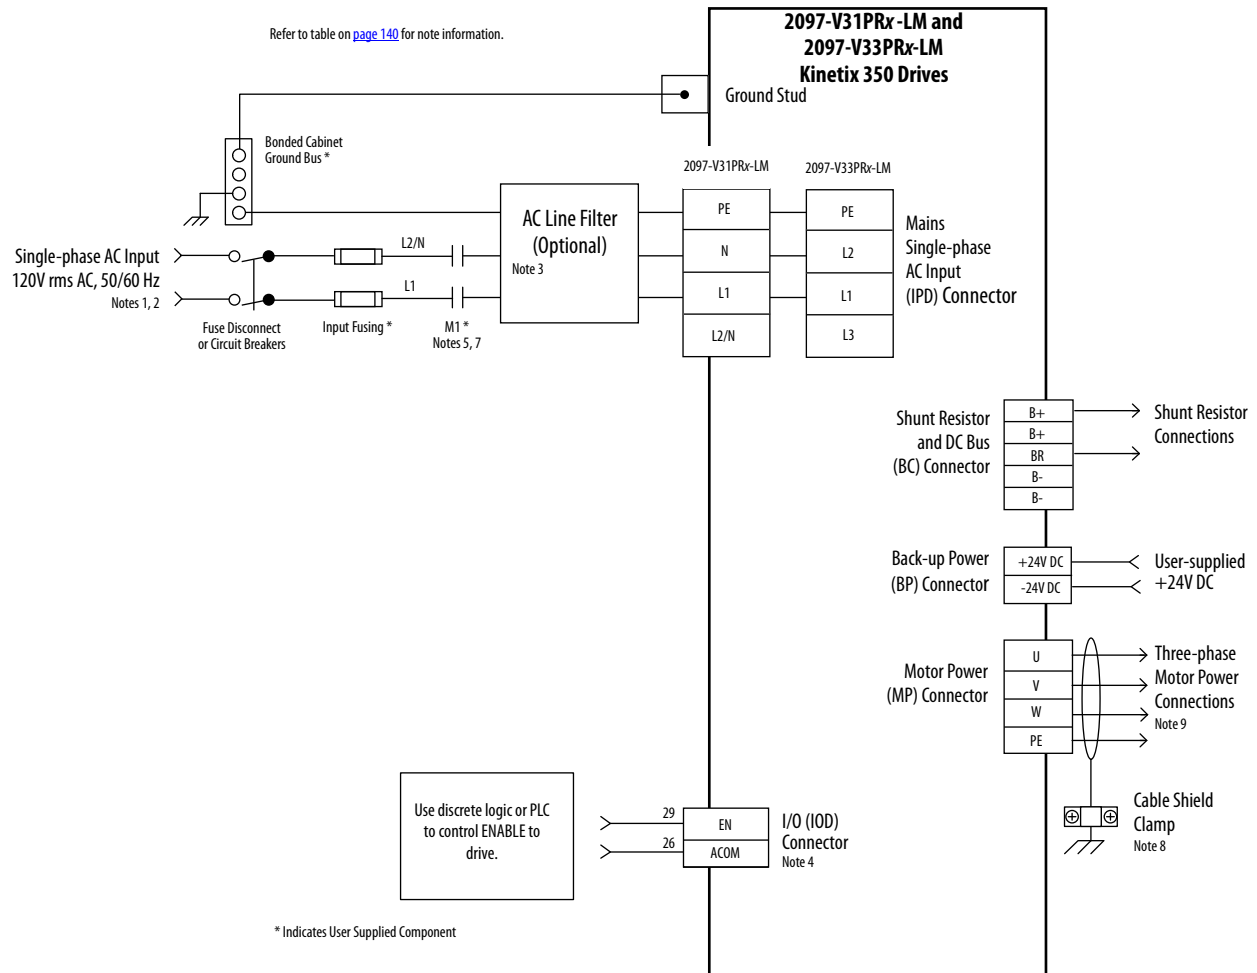 2097-V31PRx -LM and
2097-V33PRx-LM
Kinetix 350 Drives
Refer to table on page 140 for note information.
Ground Stud
Bonded Cabinet
Ground Bus *
2097-V31PRx-LM
2097-V33PRx-LM
AC Line Filter
(Optional)
Note 3
PE
N
L1
L2/N
PE
L2
L1
L3
Mains
Single-phase
AC Input
(IPD) Connector
Single-phase AC Input
120V rms AC, 50/60 Hz
Notes 1, 2
L2/N
L1
Fuse Disconnect
or Circuit Breakers
Input Fusing *
M1 *
Notes 5, 7
Shunt Resistor
and DC Bus
(BC) Connector
B+
B+
BR
B-
B-
Shunt Resistor
Connections
Back-up Power
(BP) Connector
+24V DC
-24V DC
User-supplied
+24V DC
Motor Power
(MP) Connector
U
V
W
PE
Three-phase
Motor Power
Connections
Note 9
Cable Shield
Clamp
Note 8
Use discrete logic or PLC
to control ENABLE to
drive.
29
26
EN
ACOM
I/O (IOD)
Connector
Note 4
* Indicates User Supplied Component